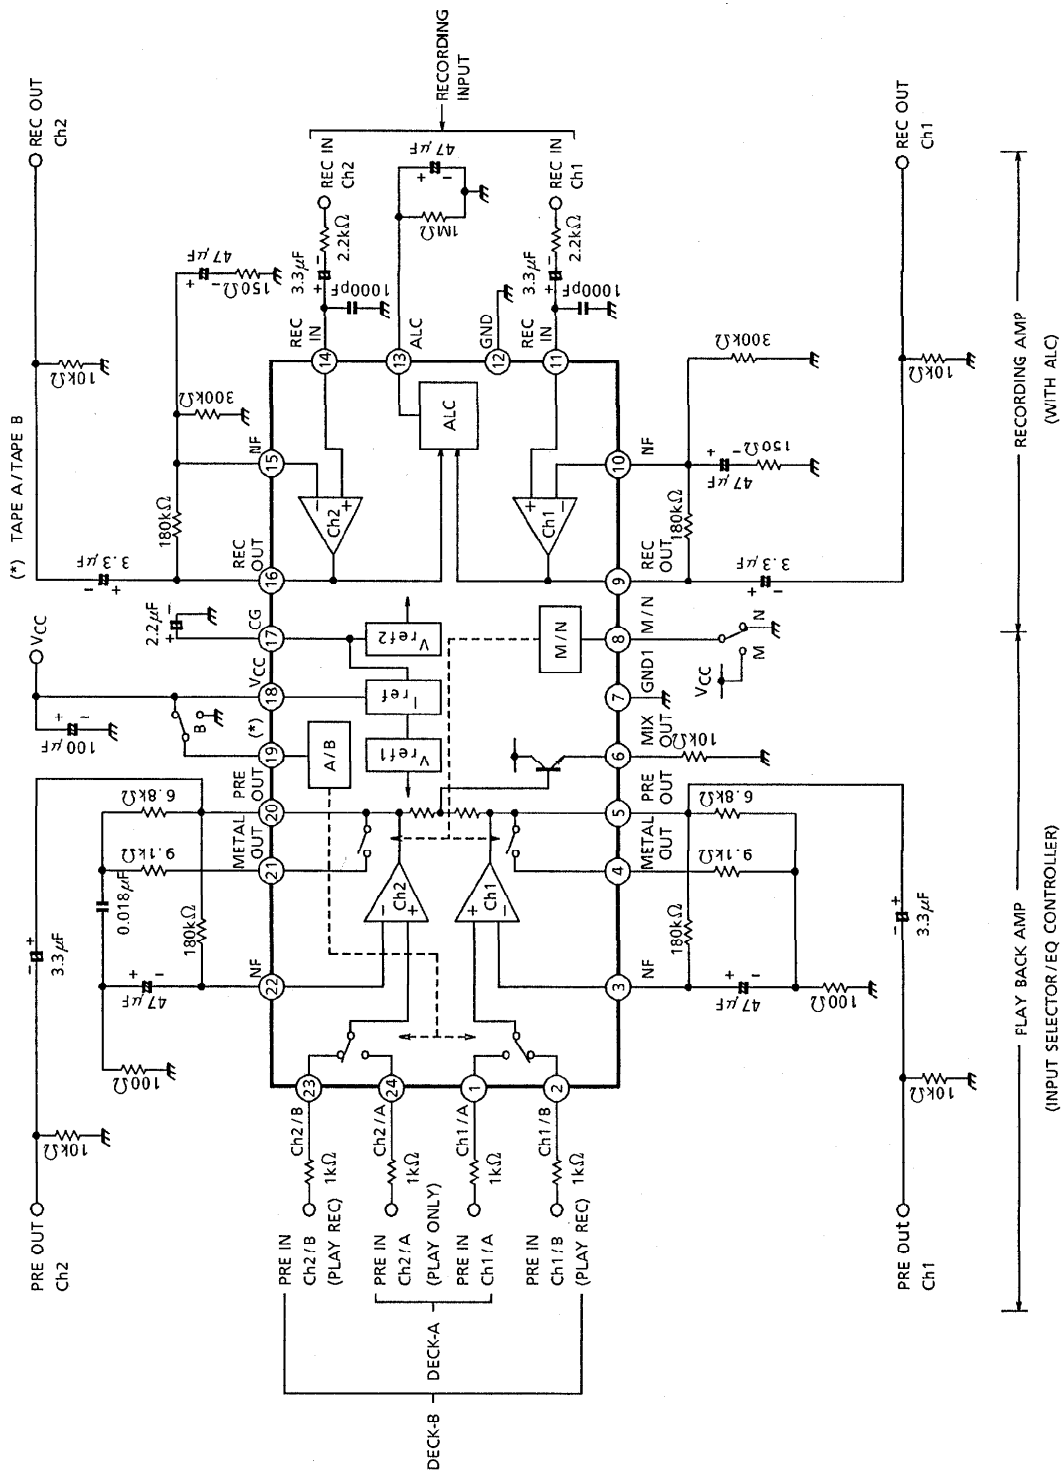 (*) TAPE A/TAPE B
PRE OUT
Ch2
10kΩ
3.3μF
100Ω
0.018μF
47μF
180kΩ
9.1kΩ
6.8kΩ
100μF
VCC
B
2.2μF
3.3μF
180kΩ
300kΩ
47μF
150Ω
10kΩ
REC OUT
Ch2
NF
22
METAL OUT
21
PRE OUT
20
(*)
19
VCC
18
CG
17
REC OUT
16
NF
15
DECK-B
DECK-A
PRE IN
Ch2/B
(PLAY REC)
1kΩ
Ch2/B
23
PRE IN
Ch2/A
(PLAY ONLY)
1kΩ
Ch2/A
24
PRE IN
Ch1/A
1kΩ
Ch1/A
1
PRE IN
Ch1/B
(PLAY REC)
1kΩ
Ch1/B
2
Ch2
Ch1
A/B
Vref1
Iref
Vref2
M/N
Ch2
Ch1
ALC
14
REC IN
1000pF
3.3μF
2.2kΩ
REC IN
Ch2
13
ALC
1MΩ
47μF
12
GND
11
REC IN
1000pF
3.3μF
2.2kΩ
REC IN
Ch1
RECORDING
INPUT
3
NF
4
METAL OUT
5
PRE OUT
6
MIX OUT
7
GND1
8
M/N
9
REC OUT
10
NF
180kΩ
47μF
100Ω
9.1kΩ
6.8kΩ
10kΩ
VCC
M
N
180kΩ
3.3μF
47μF
150Ω
300kΩ
PRE Out
Ch1
10kΩ
3.3μF
10kΩ
REC OUT
Ch1
PLAY BACK AMP
(INPUT SELECTOR/EQ CONTROLLER)
RECORDING AMP
(WITH ALC)